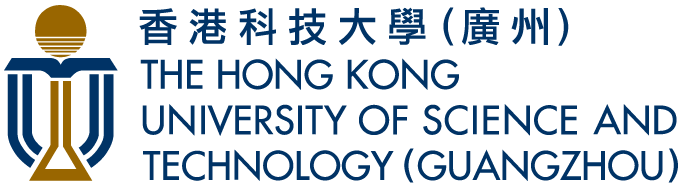 香港科技大學(廣州)
THE HONG KONG
UNIVERSITY OF SCIENCE AND
TECHNOLOGY (GUANGZHOU)